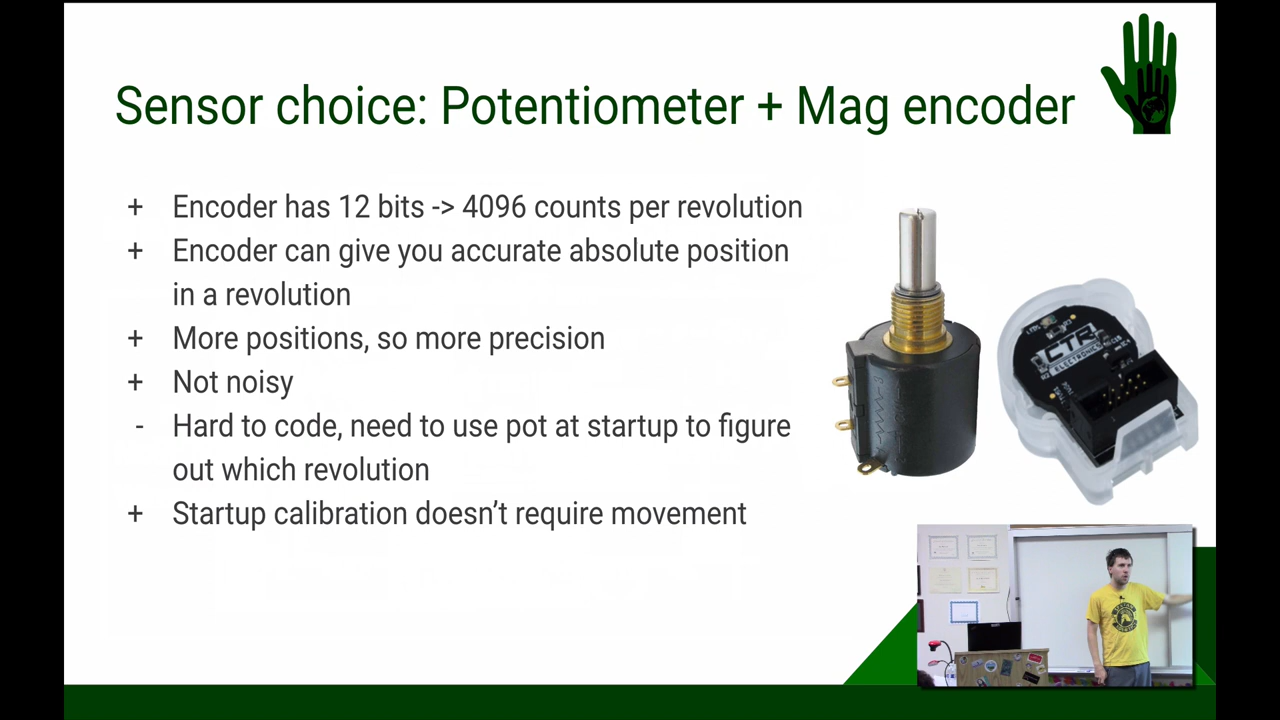 Sensor choice: Potentiometer + Mag encoder
+ Encoder has 12 bits -> 4096 counts per revolution
+ Encoder can give you accurate absolute position
in a revolution
+ More positions, so more precision
+ Not noisy
- Hard to code, need to use pot at startup to figure
out which revolution
+ Startup calibration doesn’t require movement
CTR
ELECTRONICS